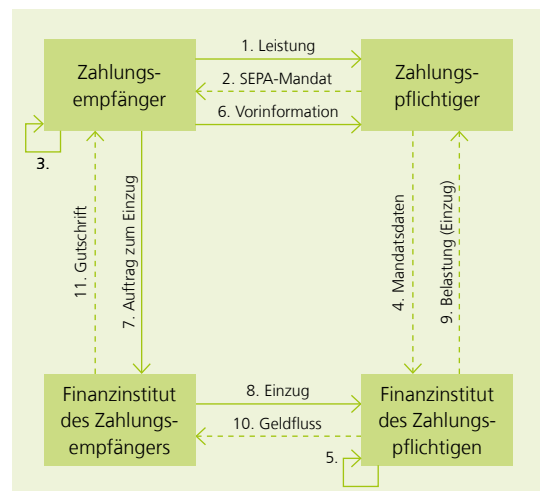 1. Leistung
Zahlungs-
empfänger
2. SEPA-Mandat
Zahlungs-
pflichtiger
6. Vorinformation
3.
11. Gutschrift
7. Auftrag zum Einzug
4. Mandatsdaten
9. Belastung (Einzug)
Finanzinstitut
des Zahlungs-
empfängers
8. Einzug
10. Geldfluss
Finanzinstitut
des Zahlungs-
pflichtigen
5.